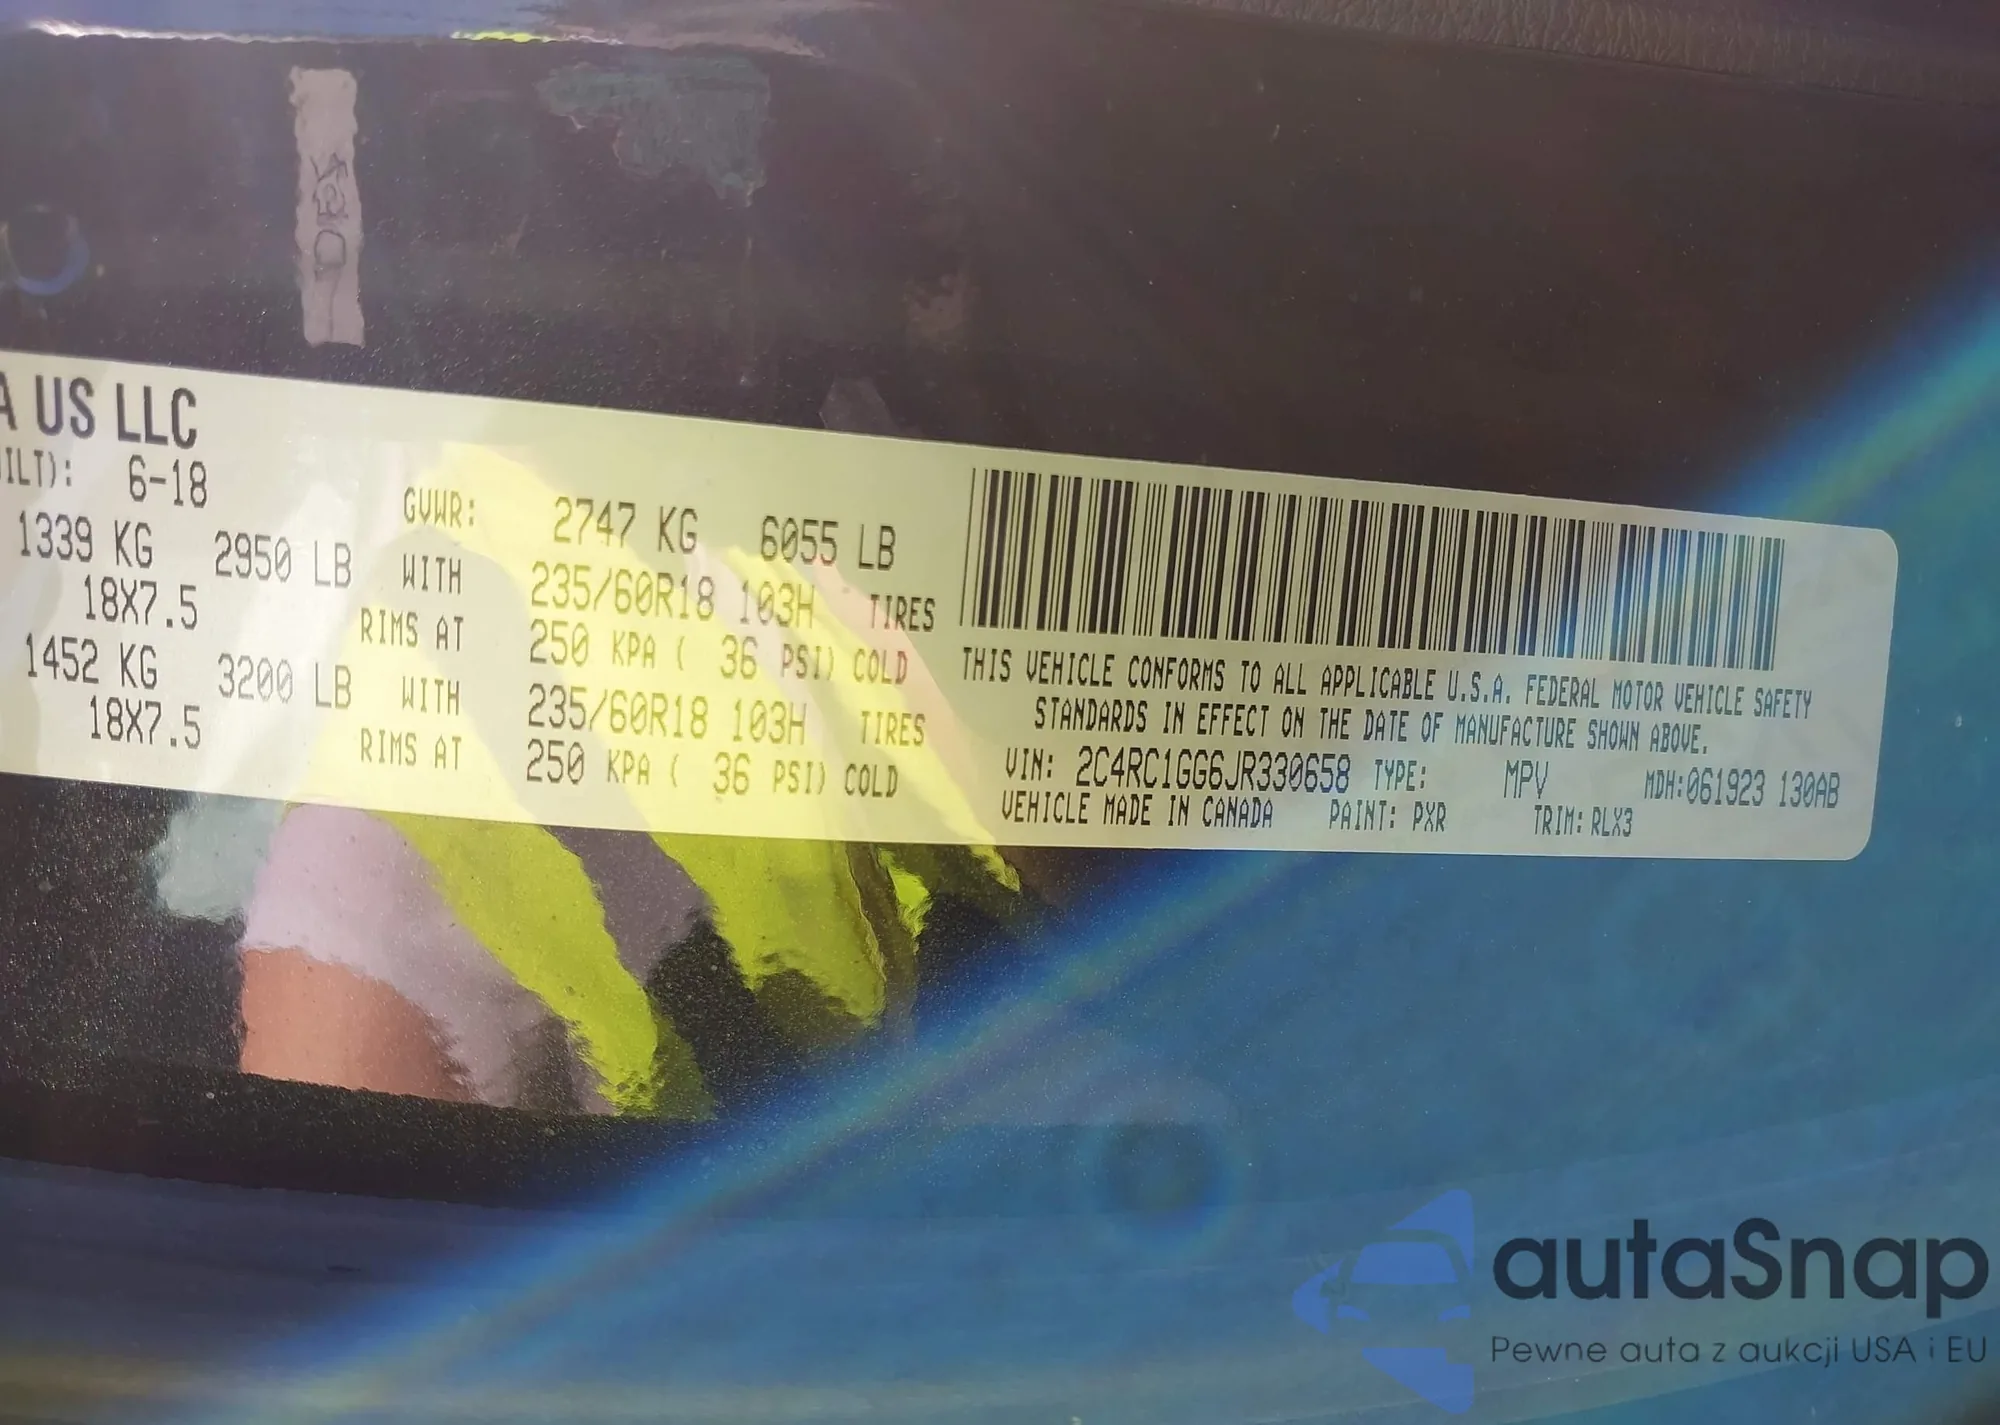 A US LLC
ILT): 6-18
GVWR: 2747 KG 6055 LB
1339 KG 2950 LB WITH 235/60R18 103H TIRES
18X7.5 RIMS AT 250 KPA ( 36 PSI) COLD
1452 KG 3200 LB WITH 235/60R18 103H TIRES
18X7.5 RIMS AT 250 KPA ( 36 PSI) COLD
THIS VEHICLE CONFORMS TO ALL APPLICABLE U.S.A. FEDERAL MOTOR VEHICLE SAFETY
STANDARDS IN EFFECT ON THE DATE OF MANUFACTURE SHOWN ABOVE.
VIN: 2C4RC1GG6JR330658 TYPE: MPV MDH:061923 130AB
VEHICLE MADE IN CANADA PAINT: PXR TRIM: RLX3
autaSnap
Pewne auta z aukcji USA i EU